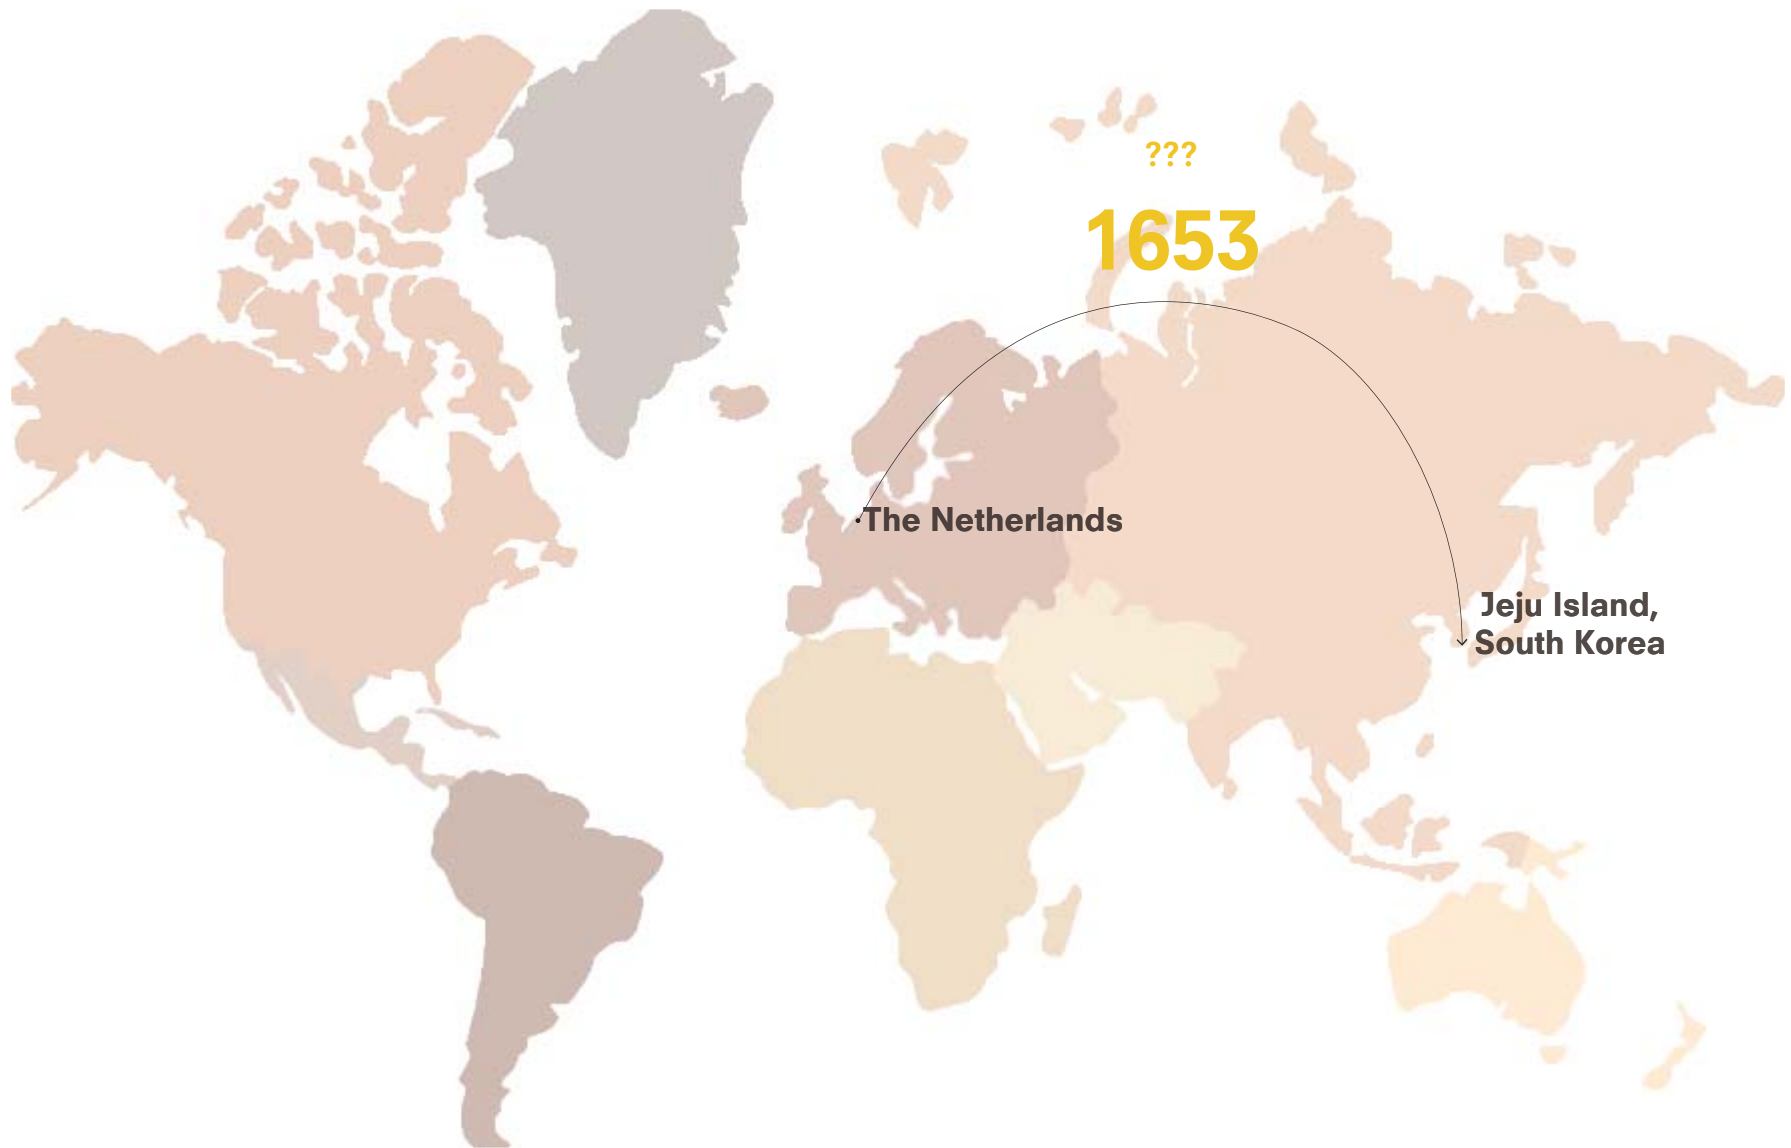 ???
1653
The Netherlands
Jeju Island,
South Korea